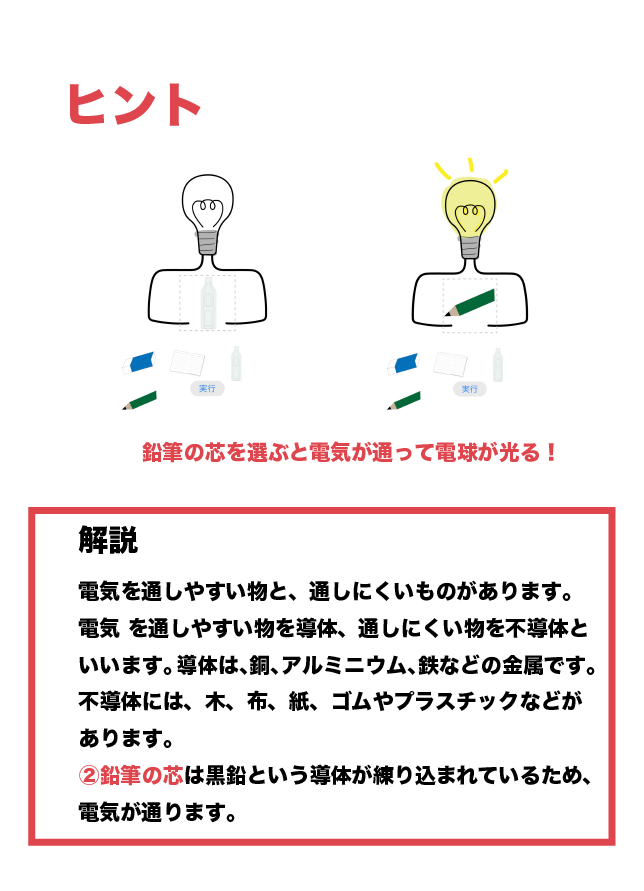 ヒント
実行
実行
鉛筆の芯を選ぶと電気が通って電球が光る！
解説
電気を通しやすい物と、通しにくいものがあります。
電気 を通しやすい物を導体、通しにくい物を不導体と
いいます。導体は、銅、アルミニウム、鉄などの金属です。
不導体には、木、布、紙、ゴムやプラスチックなどが
あります。
②鉛筆の芯は黒鉛という導体が練り込まれているため、
電気が通ります。